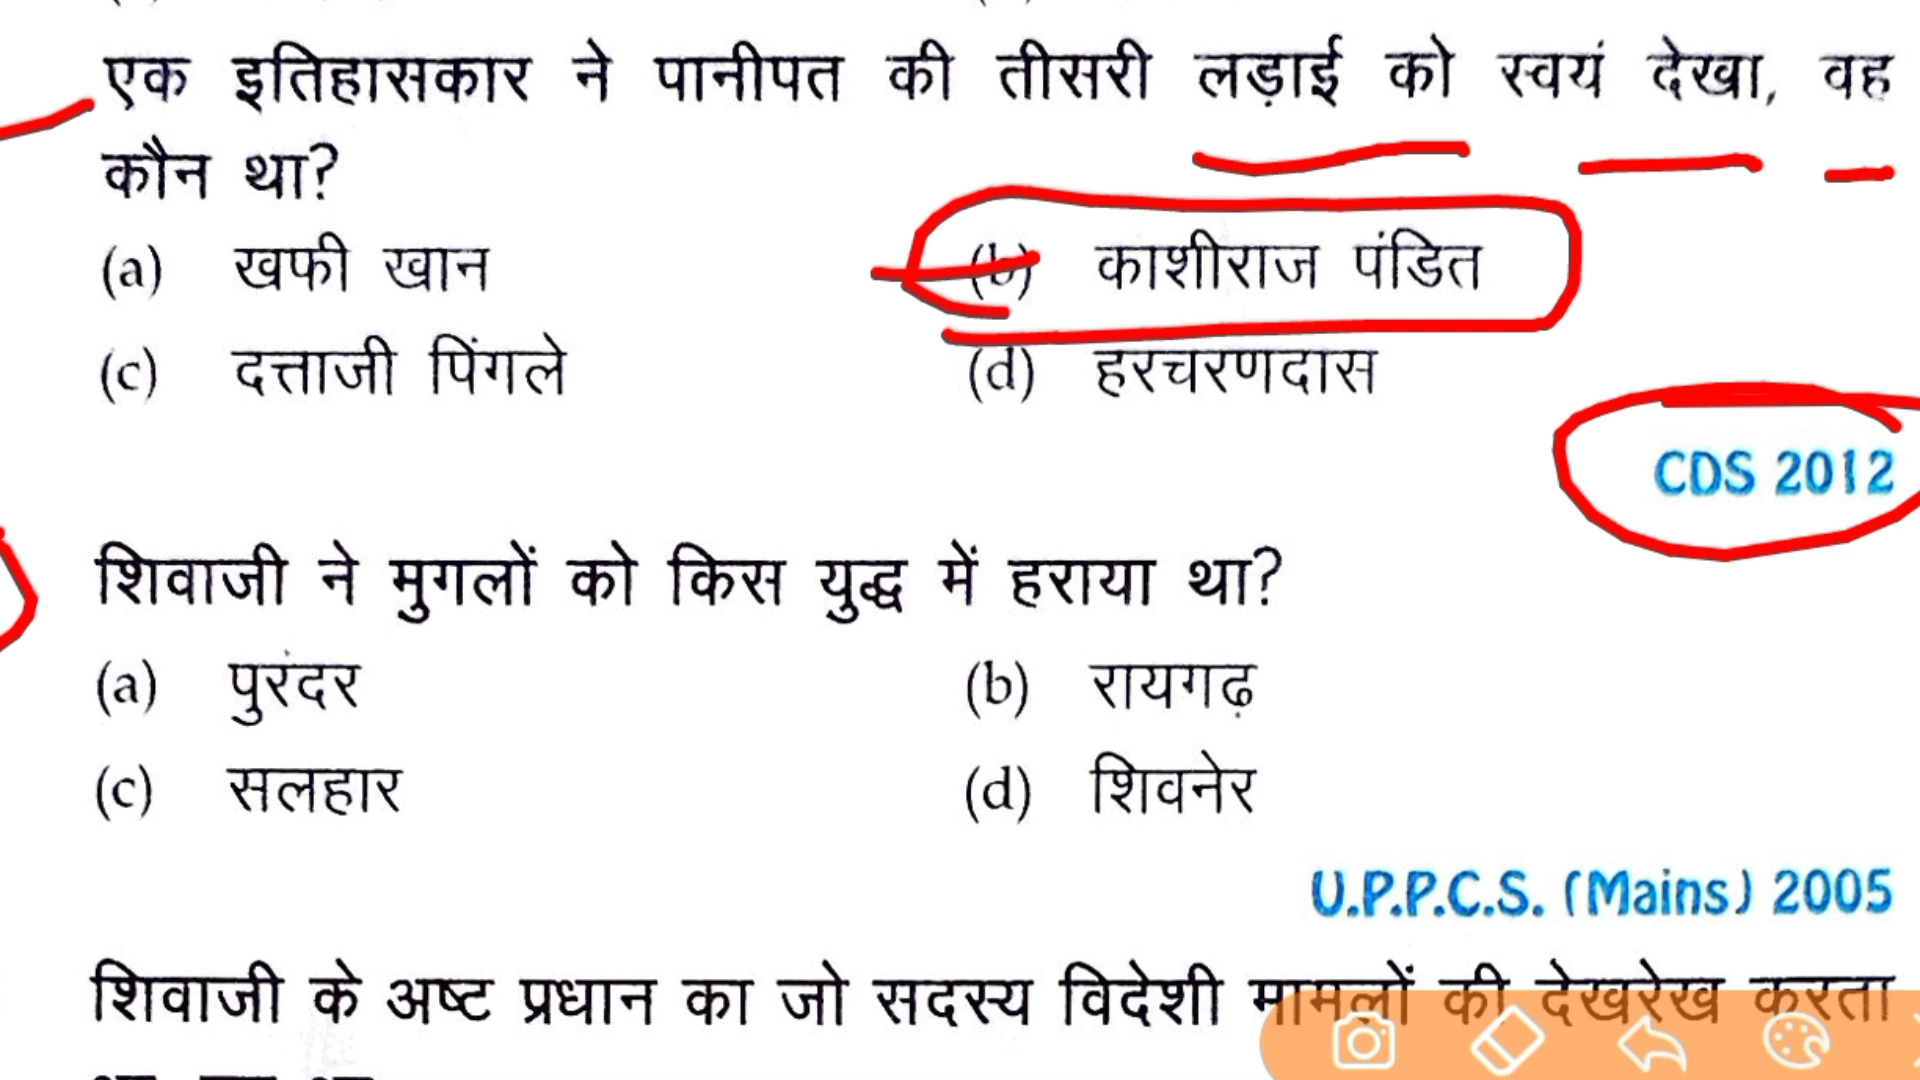 एक इतिहासकार ने पानीपत की तीसरी लड़ाई को स्वयं देखा, वह
कौन था?
(a) खफी खान (b) काशीराज पंडित
(c) दत्ताजी पिंगले (d) हरचरणदास
CDS 2012
शिवाजी ने मुगलों को किस युद्ध में हराया था?
(a) पुरंदर (b) रायगढ़
(c) सलहार (d) शिवनेर
U.P.P.C.S. (Mains) 2005
शिवाजी के अष्ट प्रधान का जो सदस्य विदेशी मामलों की देखरेख करता